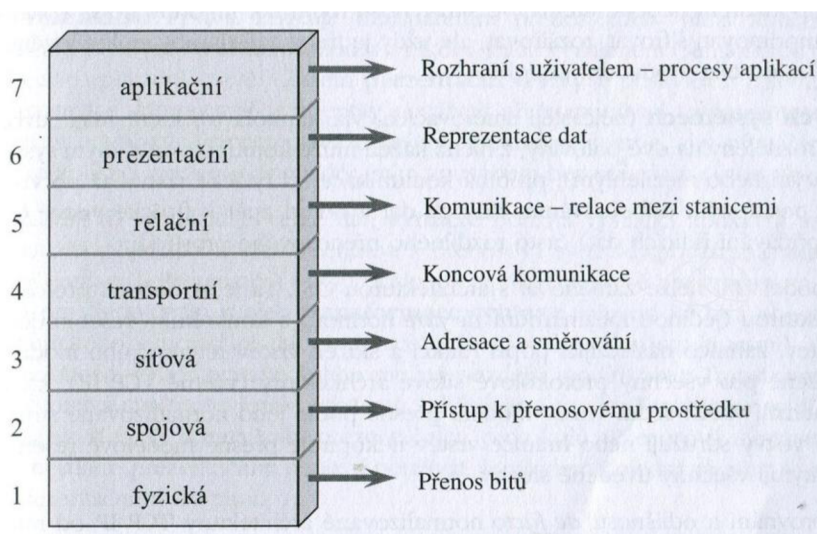 7 aplikační Rozhraní s uživatelem – procesy aplikací
6 prezentační Reprezentace dat
5 relační Komunikace – relace mezi stanicemi
4 transportní Koncová komunikace
3 síťová Adresace a směrování
2 spojová Přístup k přenosovému prostředku
1 fyzická Přenos bitů